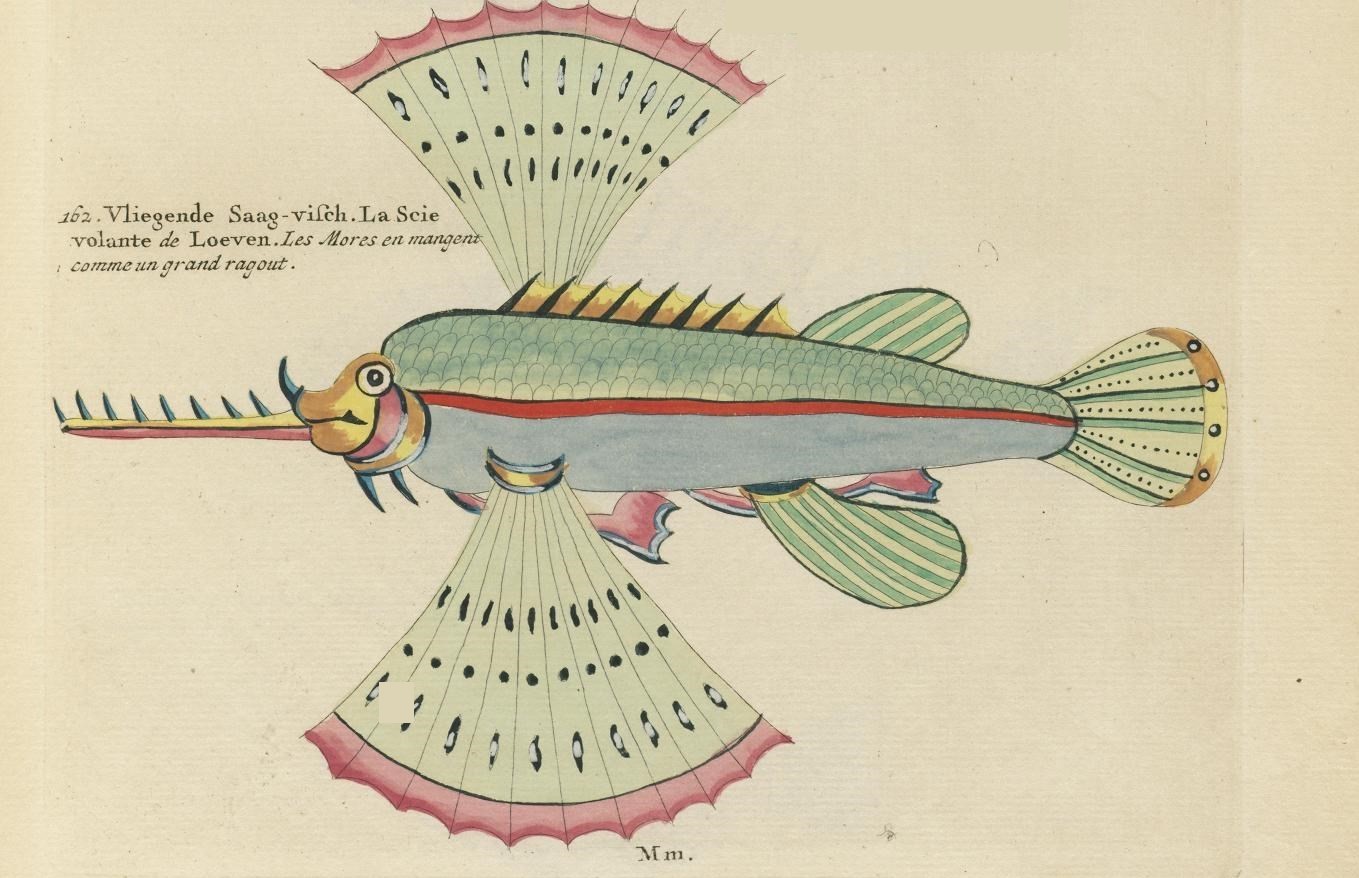 162. Vliegende Saag-viſch. La Scie
volante de Loeven. Les Mores en mangent
comme un grand ragout.
Mm.